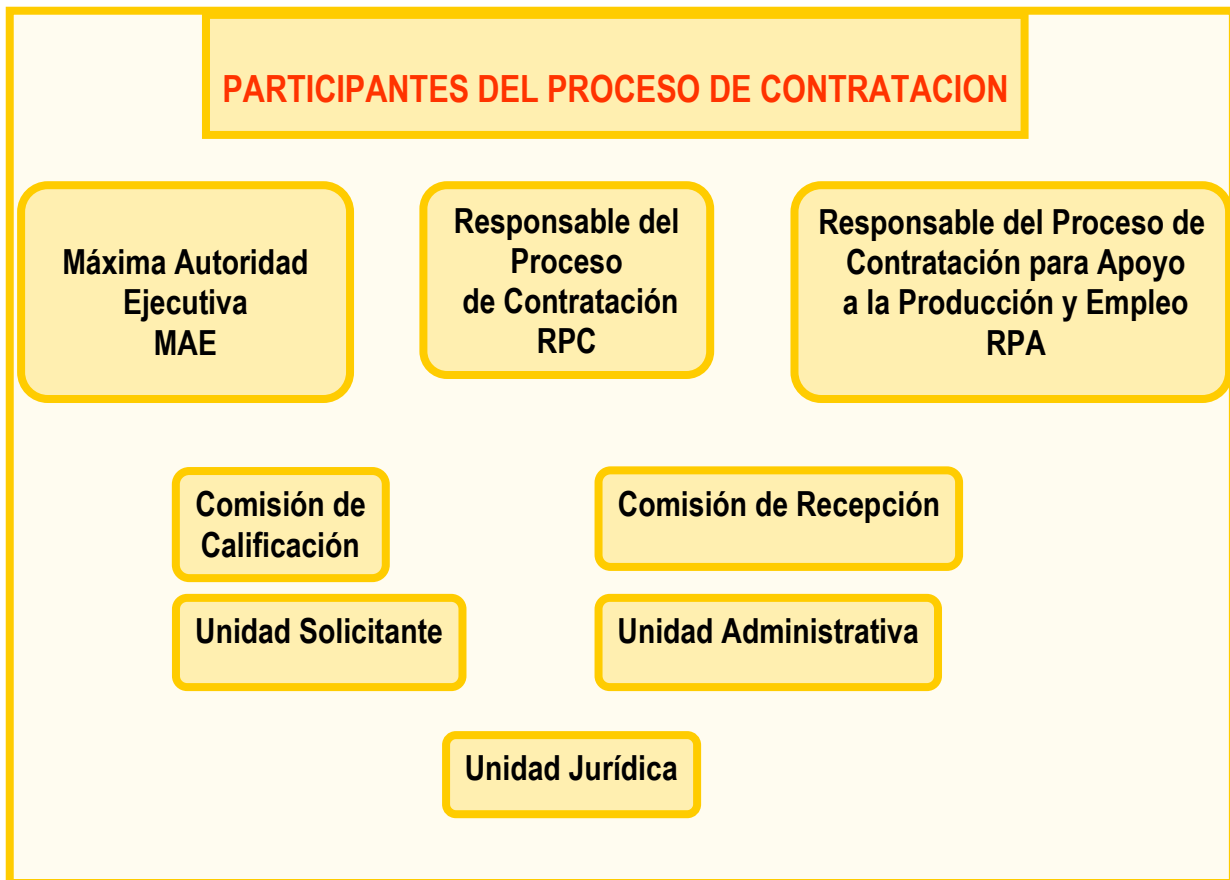 PARTICIPANTES DEL PROCESO DE CONTRATACION
Máxima Autoridad
Ejecutiva
MAE
Responsable del
Proceso
de Contratación
RPC
Responsable del Proceso de
Contratación para Apoyo
a la Producción y Empleo
RPA
Comisión de
Calificación
Comisión de Recepción
Unidad Solicitante
Unidad Administrativa
Unidad Jurídica